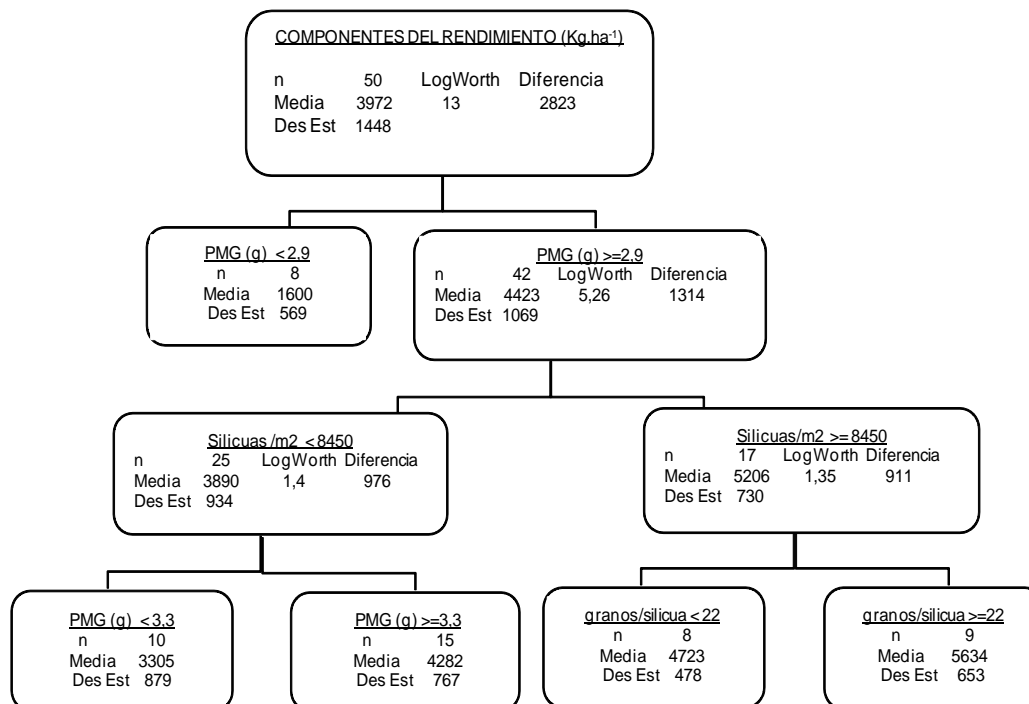 COMPONENTES DEL RENDIMIENTO (Kg.ha⁻¹)
n 50 LogWorth Diferencia
Media 3972 13 2823
Des Est 1448
PMG (g) <2,9
n 8
Media 1600
Des Est 569
PMG (g) >=2,9
n 42 LogWorth Diferencia
Media 4423 5,26 1314
Des Est 1069
Silicuas /m2 <8450
n 25 LogWorth Diferencia
Media 3890 1,4 976
Des Est 934
Silicuas/m2 >= 8450
n 17 LogWorth Diferencia
Media 5206 1,35 911
Des Est 730
PMG (g) <3,3
n 10
Media 3305
Des Est 879
PMG (g) >=3,3
n 15
Media 4282
Des Est 767
granos/silicua <22
n 8
Media 4723
Des Est 478
granos/silicua >=22
n 9
Media 5634
Des Est 653